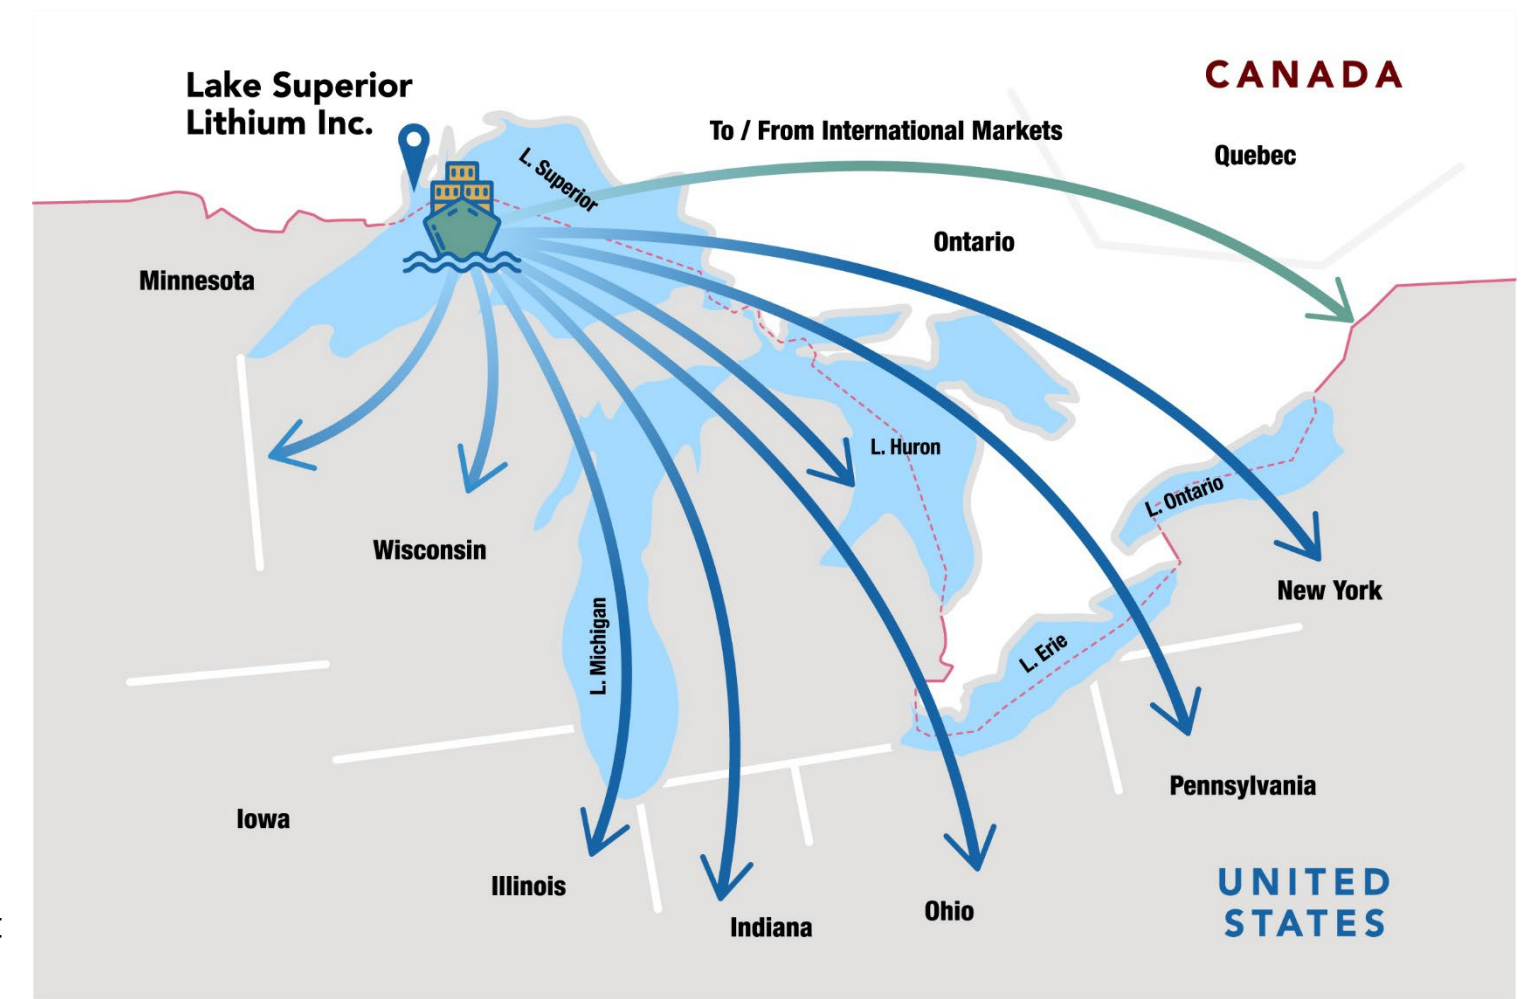 Lake Superior
Lithium Inc.
CANADA
To / From International Markets
Quebec
L. Superior
Ontario
Minnesota
L. Huron
L. Ontario
Wisconsin
New York
L. Michigan
L. Erie
Pennsylvania
Iowa
Illinois
Indiana
Ohio
UNITED
STATES